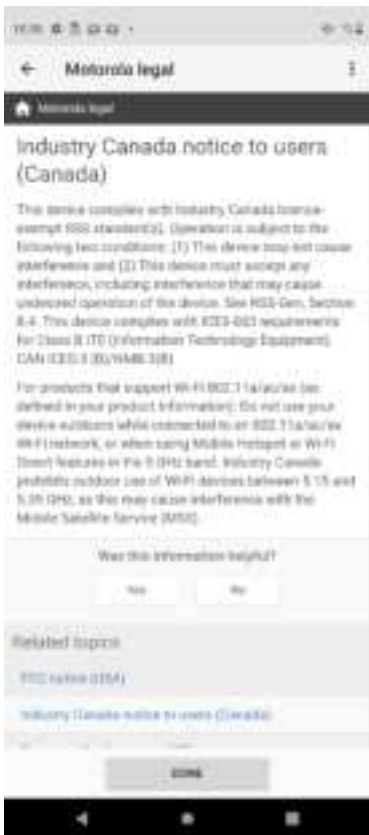 Motorola legal
Motorola legal
Industry Canada notice to users
(Canada)
This device complies with Industry Canada licence-
exempt RSS standard(s). Operation is subject to the
following two conditions: (1) This device may not cause
interference and (2) This device must accept any
interference, including interference that may cause
undesired operation of the device. See RSS-Gen, Section
8.4. This device complies with ICES-003 requirements
for Class B ITE (Information Technology Equipment).
CAN ICES-3 (B)/NMB-3(B)
For products that support Wi-Fi 802.11a/ac/ax (as
defined in your product information): Do not use your
device outdoors while connected to an 802.11a/ac/ax
Wi-Fi network, or when using Mobile Hotspot or Wi-Fi
Direct features in the 5 GHz band. Industry Canada
prohibits outdoor use of WiFi devices between 5.15 and
5.35 GHz, as this may cause interference with the
Mobile Satellite Service (MSS).
Was this information helpful?
Yes No
Related topics
FCC notice (USA)
Industry Canada notice to users (Canada)
DONE